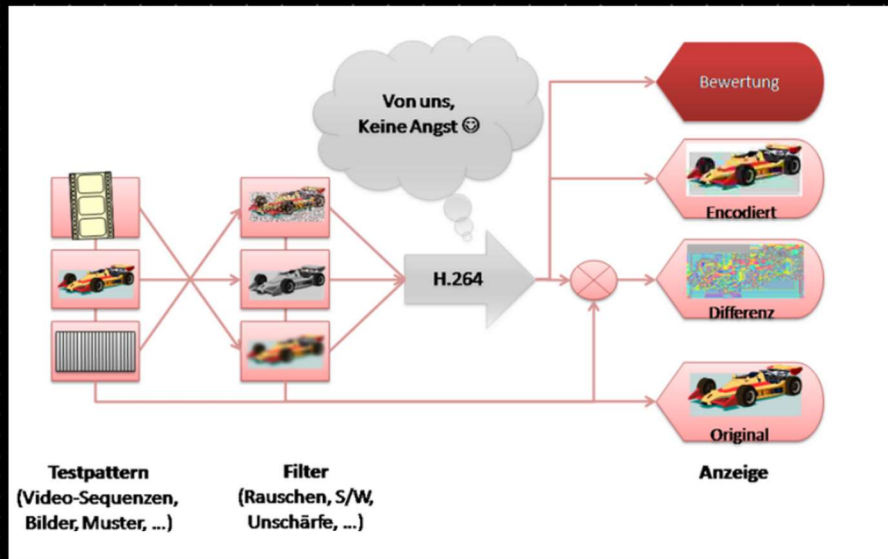 Von uns,
Keine Angst ☺
Bewertung
Encodiert
H.264
Differenz
Original
Testpattern
(Video-Sequenzen,
Bilder, Muster, ...)
Filter
(Rauschen, S/W,
Unschärfe, ...)
Anzeige